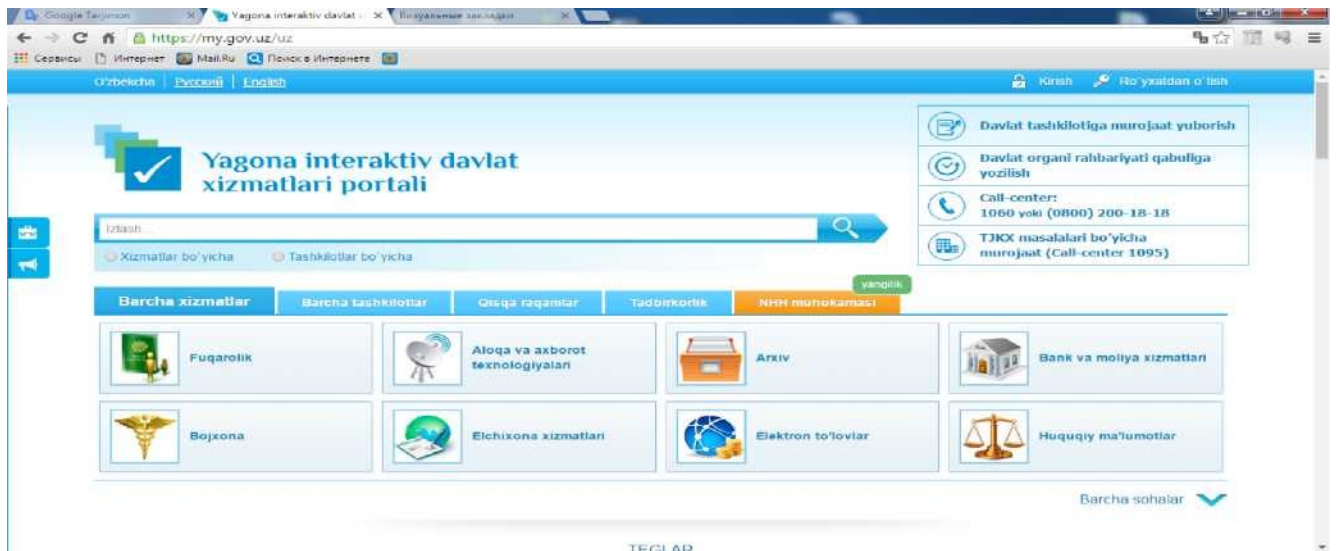 Google Tarjimon
Yagona interaktiv davlat :
Визуальные закладки
https://my.gov.uz/uz
Сервисы Интернет Mail.Ru Поиск в Интернете
O'zbekcha | Русский | English
Kirish Ro'yxatdan o'tish
Yagona interaktiv davlat
xizmatlari portali
Davlat tashkilotiga murojaat yuborish
Davlat organi rahbariyati qabuliga
yozilish
Call-center:
1060 yoki (0800) 200-18-18
TJKX masalalari bo'yicha
murojaat (Call-center 1095)
Izlash ...
Xizmatlar bo'yicha Tashkilotlar bo'yicha
yangilik
Barcha xizmatlar Barcha tashkilotlar Qisqa raqamlar Tadbirkorlik NHH muhokamasi
Fuqarolik
Aloqa va axborot
texnologiyalari
Arxiv
Bank va moliya xizmatlari
Bojxona
Elchixona xizmatlari
Elektron to'lovlar
Huquqiy ma'lumotlar
Barcha sohalar
TEGLAR